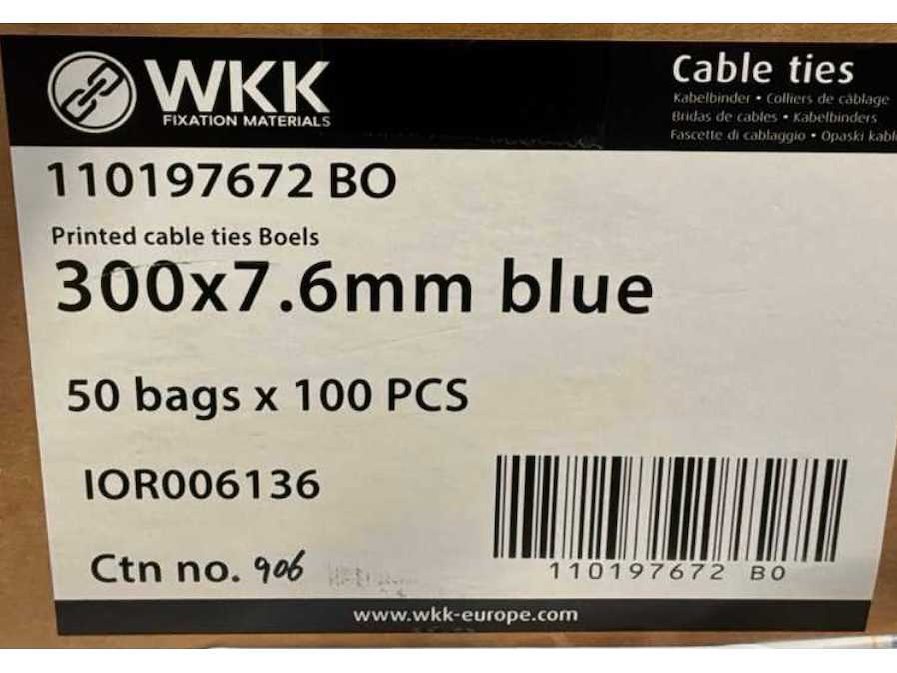 WKK
FIXATION MATERIALS
Cable ties
Kabelbinder • Colliers de câblage
Bridas de cables • Kabelbinders
Fascette di cablaggio • Opaski
110197672 BO
Printed cable ties Boels
300x7.6mm blue
50 bags x 100 PCS
IOR006136
Ctn no. 906
110197672 BO
www.wkk-europe.com